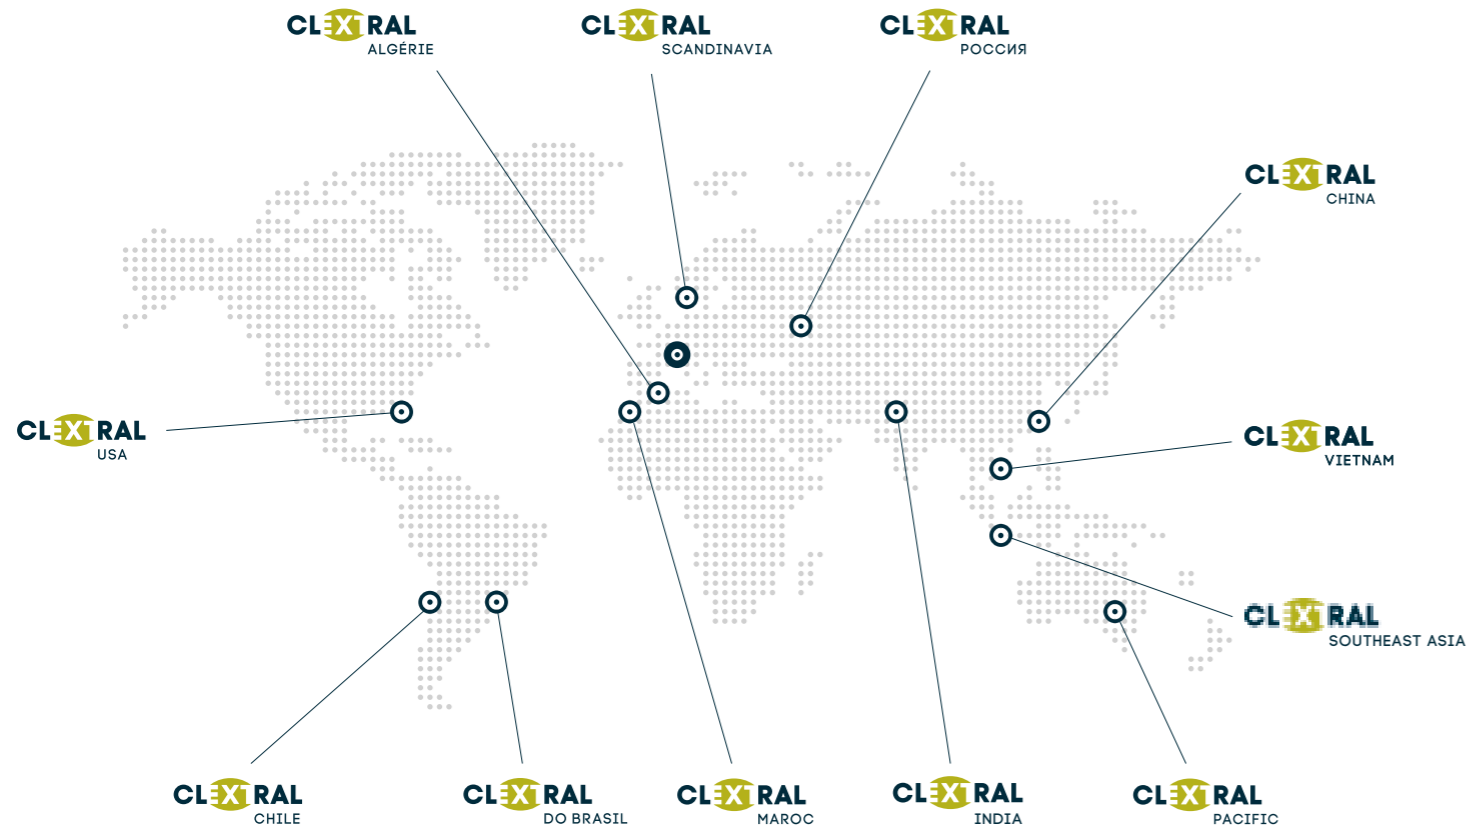 CLEXTRAL
ALGÉRIE
CLEXTRAL
SCANDINAVIA
CLEXTRAL
РОССИЯ
CLEXTRAL
CHINA
CLEXTRAL
USA
CLEXTRAL
VIETNAM
CLEXTRAL
SOUTHEAST ASIA
CLEXTRAL
CHILE
CLEXTRAL
DO BRASIL
CLEXTRAL
MAROC
CLEXTRAL
INDIA
CLEXTRAL
PACIFIC